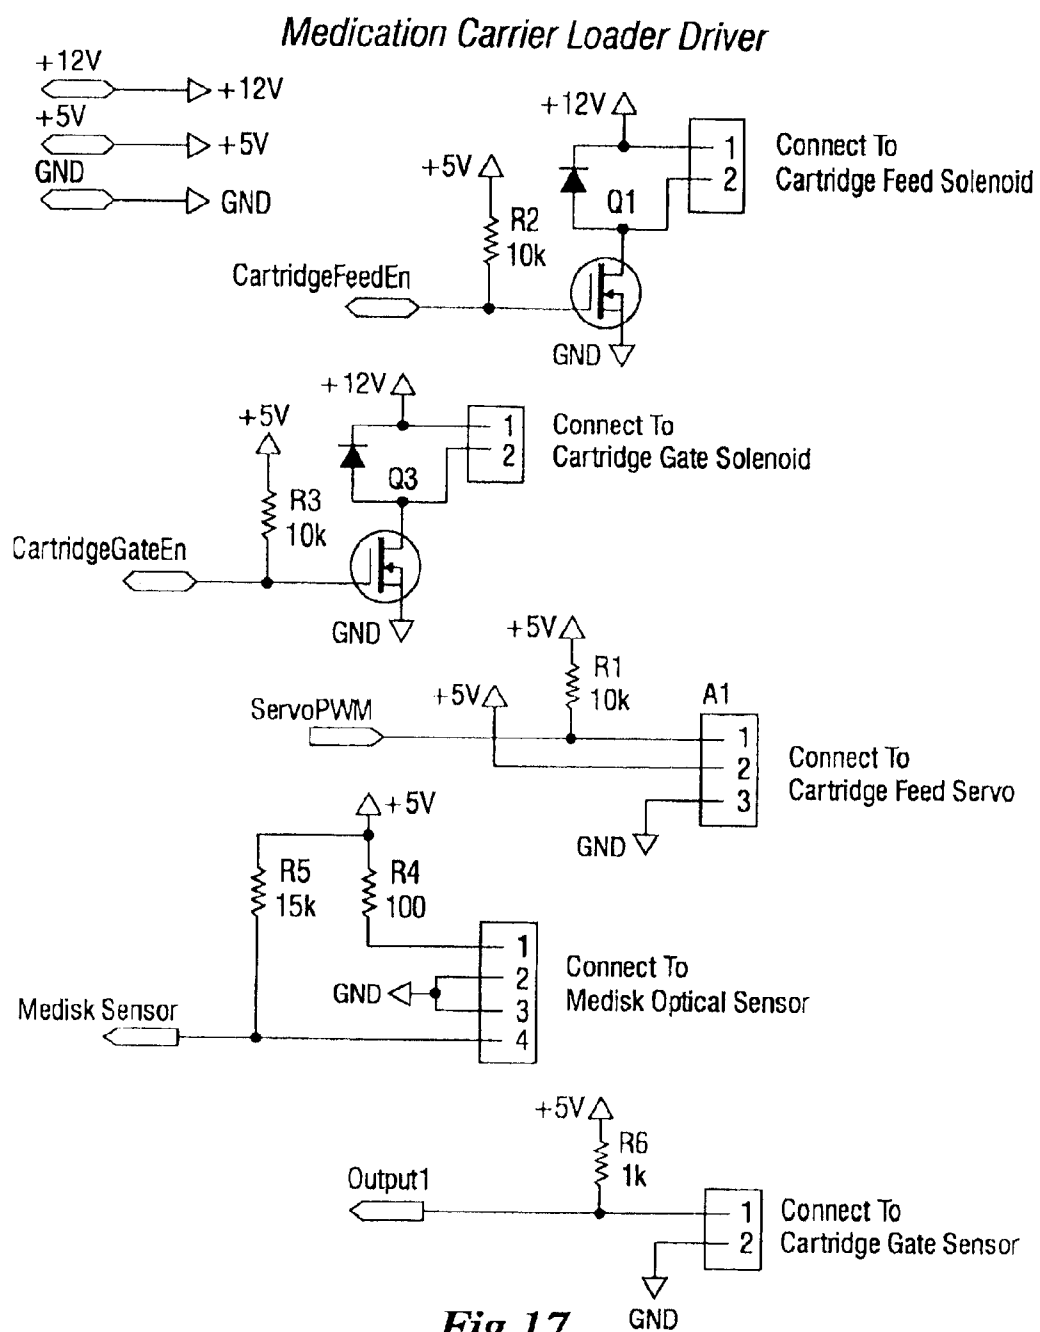 Medication Carrier Loader Driver
+12V
+12V
+5V
+5V
GND
GND
+12V
1
2
Connect To
Cartridge Feed Solenoid
+5V
Q1
R2
10k
CartridgeFeedEn
GND
+12V
1
2
Connect To
Cartridge Gate Solenoid
+5V
Q3
R3
10k
CartridgeGateEn
GND
+5V
R1
10k
+5V
ServoPWM
A1
1
2
3
Connect To
Cartridge Feed Servo
GND
+5V
R5
15k
R4
100
1
2
3
4
GND
Connect To
Medisk Optical Sensor
Medisk Sensor
+5V
R6
1k
Output1
1
2
Connect To
Cartridge Gate Sensor
GND
Fig 17